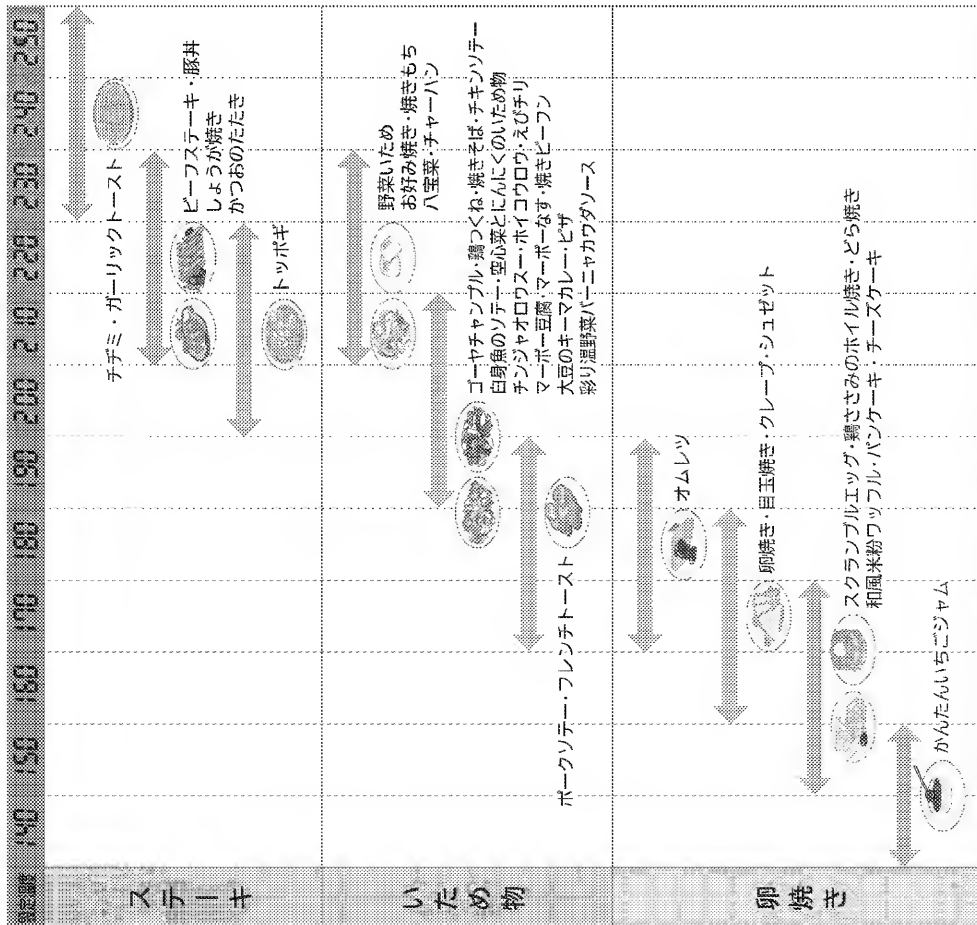 設定温度 140 150 160 170 180 190 200 210 220 230 240 250
ステーキ
チヂミ・ガーリックトースト
ビーフステーキ・豚丼
しょうが焼き
かつおのたたき
トッポギ
いため物
野菜いため
お好み焼き・焼きもち
八宝菜・チャーハン
ゴーヤチャンプル・鶏つくね・焼きそば・チキンソテー
白身魚のソテー・空心菜とにんにくのいため物
チンジャオロウスー・ホイコウロウ・えびチリ
マーボー豆腐・マーボーなす・焼きビーフン
大豆のキーマカレー・ピザ
彩り温野菜バーニャカウダソース
ポークソテー・フレンチトースト
卵焼き
オムレツ
卵焼き・目玉焼き・クレープ・シュゼット
スクランブルエッグ・鶏ささみのホイル焼き・どら焼き
和風米粉ワッフル・パンケーキ・チーズケーキ
かんたんいちごジャム